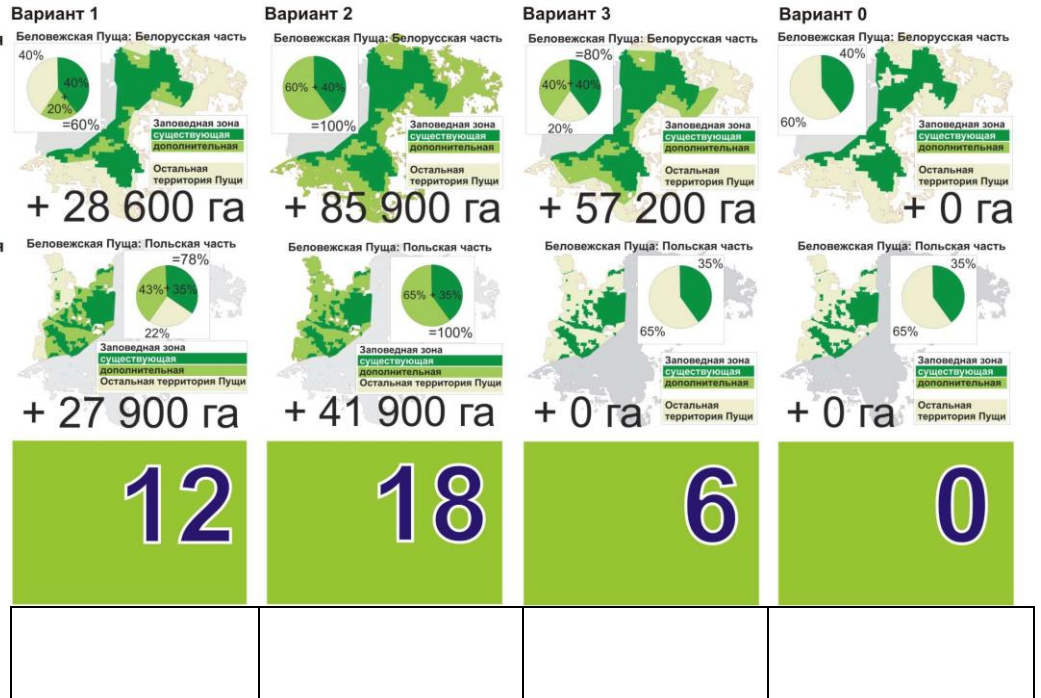 Вариант 1
Вариант 2
Вариант 3
Вариант 0
я
Беловежская Пуща: Белорусская часть
40%
40%
+
20%
=60%
Заповедная зона
существующая
дополнительная
Остальная
территория Пущи
+ 28 600 га
Беловежская Пуща: Белорусская часть
60% + 40%
=100%
Заповедная зона
существующая
дополнительная
Остальная
территория Пущи
+ 85 900 га
Беловежская Пуща: Белорусская часть
=80%
40%+40%
20%
Заповедная зона
существующая
дополнительная
Остальная
территория Пущи
+ 57 200 га
Беловежская Пуща: Белорусская часть
40%
60%
Заповедная зона
существующая
дополнительная
Остальная
территория Пущи
+ 0 га
я
Беловежская Пуща: Польская часть
=78%
43%+35%
22%
Заповедная зона
существующая
дополнительная
Остальная территория Пущи
+ 27 900 га
Беловежская Пуща: Польская часть
65% + 35%
=100%
Заповедная зона
существующая
дополнительная
Остальная территория Пущи
+ 41 900 га
Беловежская Пуща: Польская часть
35%
65%
Заповедная зона
существующая
дополнительная
Остальная
территория Пущи
+ 0 га
Беловежская Пуща: Польская часть
35%
65%
Заповедная зона
существующая
дополнительная
Остальная
территория Пущи
+ 0 га
12
18
6
0